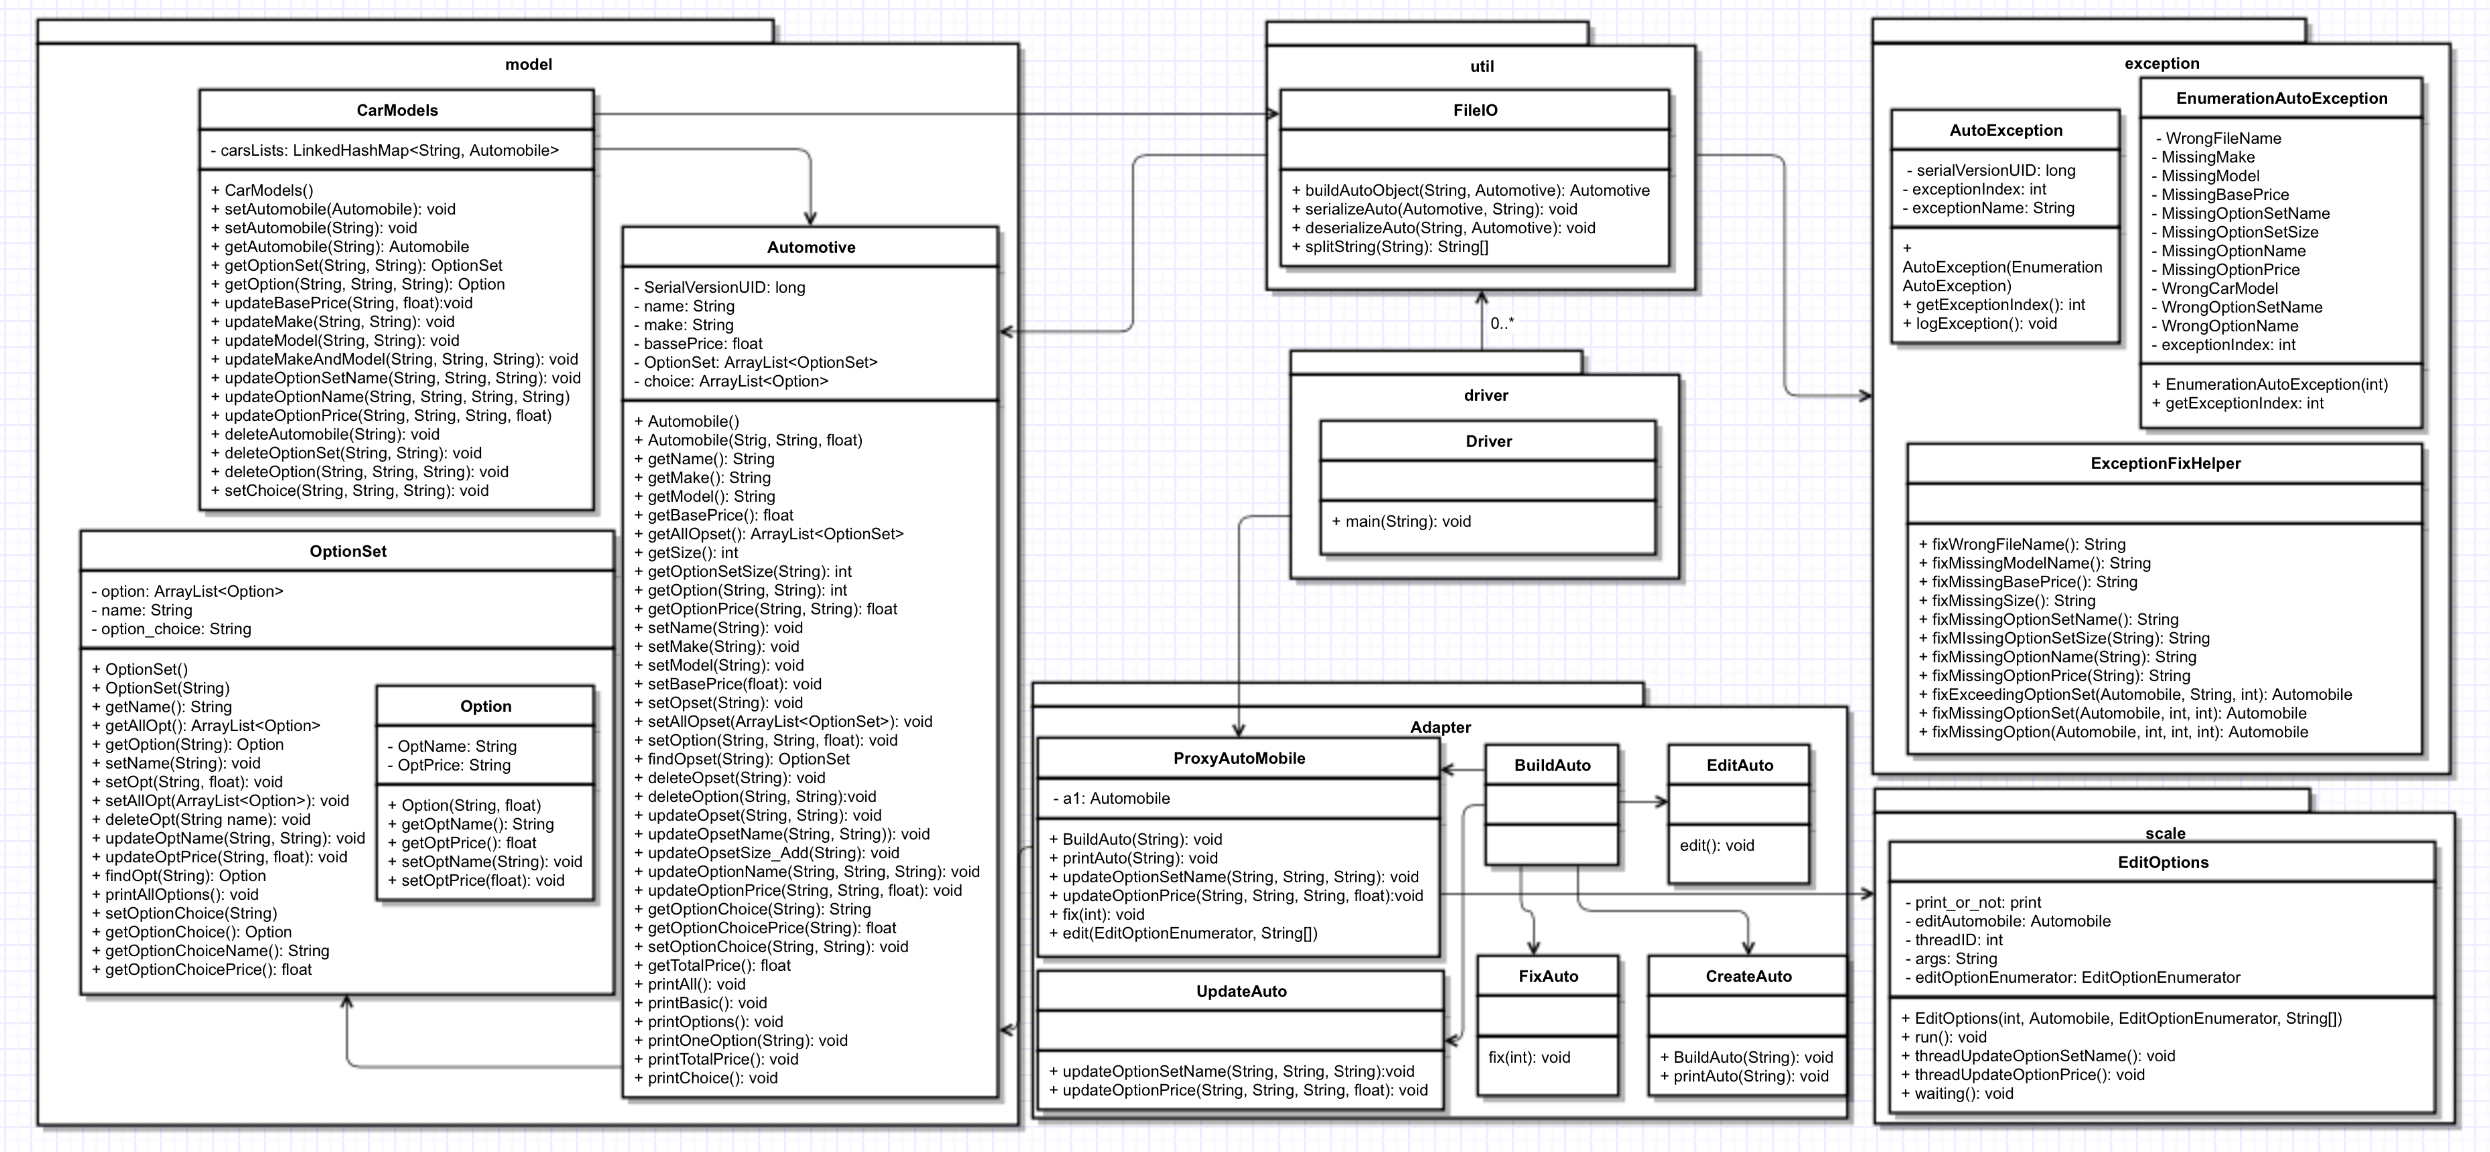 model
CarModels
- carsLists: LinkedHashMap<String, Automobile>
+ CarModels()
+ setAutomobile(Automobile): void
+ setAutomobile(String): void
+ getAutomobile(String): Automobile
+ getOptionSet(String, String): OptionSet
+ getOption(String, String, String): Option
+ updateBasePrice(String, float):void
+ updateMake(String, String): void
+ updateModel(String, String): void
+ updateMakeAndModel(String, String, String): void
+ updateOptionSetName(String, String, String): void
+ updateOptionName(String, String, String, String)
+ updateOptionPrice(String, String, String, float)
+ deleteAutomobile(String): void
+ deleteOptionSet(String, String): void
+ deleteOption(String, String, String): void
+ setChoice(String, String, String): void
OptionSet
- option: ArrayList<Option>
- name: String
- option_choice: String
+ OptionSet()
+ OptionSet(String)
+ getName(): String
+ getAllOpt(): ArrayList<Option>
+ getOption(String): Option
+ setName(String): void
+ setOpt(String, float): void
+ setAllOpt(ArrayList<Option>): void
+ deleteOpt(String name): void
+ updateOptName(String, String): void
+ updateOptPrice(String, float): void
+ findOpt(String): Option
+ printAllOptions(): void
+ setOptionChoice(String)
+ getOptionChoice(): Option
+ getOptionChoiceName(): String
+ getOptionChoicePrice(): float
Option
- OptName: String
- OptPrice: String
+ Option(String, float)
+ getOptName(): String
+ getOptPrice(): float
+ setOptName(String): void
+ setOptPrice(float): void
Automotive
- SerialVersionUID: long
- name: String
- make: String
- bassePrice: float
- OptionSet: ArrayList<OptionSet>
- choice: ArrayList<Option>
+ Automobile()
+ Automobile(Strig, String, float)
+ getName(): String
+ getMake(): String
+ getModel(): String
+ getBasePrice(): float
+ getAllOpset(): ArrayList<OptionSet>
+ getSize(): int
+ getOptionSetSize(String): int
+ getOption(String, String): int
+ getOptionPrice(String, String): float
+ setName(String): void
+ setMake(String): void
+ setModel(String): void
+ setBasePrice(float): void
+ setOpset(String): void
+ setAllOpset(ArrayList<OptionSet>): void
+ setOption(String, String, float): void
+ findOpset(String): OptionSet
+ deleteOpset(String): void
+ deleteOption(String, String):void
+ updateOpset(String, String): void
+ updateOpsetName(String, String)): void
+ updateOpsetSize_Add(String): void
+ updateOptionName(String, String, String): void
+ updateOptionPrice(String, String, float): void
+ getOptionChoice(String): String
+ getOptionChoicePrice(String): float
+ setOptionChoice(String, String): void
+ getTotalPrice(): float
+ printAll(): void
+ printBasic(): void
+ printOptions(): void
+ printOneOption(String): void
+ printTotalPrice(): void
+ printChoice(): void
util
FileIO
+ buildAutoObject(String, Automotive): Automotive
+ serializeAuto(Automotive, String): void
+ deserializeAuto(String, Automotive): void
+ splitString(String): String[]
0..*
driver
Driver
+ main(String): void
Adapter
ProxyAutoMobile
- a1: Automobile
+ BuildAuto(String): void
+ printAuto(String): void
+ updateOptionSetName(String, String, String): void
+ updateOptionPrice(String, String, String, float):void
+ fix(int): void
+ edit(EditOptionEnumerator, String[])
UpdateAuto
+ updateOptionSetName(String, String, String):void
+ updateOptionPrice(String, String, String, float): void
BuildAuto
EditAuto
edit(): void
FixAuto
fix(int): void
CreateAuto
+ BuildAuto(String): void
+ printAuto(String): void
exception
AutoException
- serialVersionUID: long
- exceptionIndex: int
- exceptionName: String
+
AutoException(Enumeration
AutoException)
+ getExceptionIndex(): int
+ logException(): void
EnumerationAutoException
- WrongFileName
- MissingMake
- MissingModel
- MissingBasePrice
- MissingOptionSetName
- MissingOptionSetSize
- MissingOptionName
- MissingOptionPrice
- WrongCarModel
- WrongOptionSetName
- WrongOptionName
- exceptionIndex: int
+ EnumerationAutoException(int)
+ getExceptionIndex: int
ExceptionFixHelper
+ fixWrongFileName(): String
+ fixMissingModelName(): String
+ fixMissingBasePrice(): String
+ fixMissingSize(): String
+ fixMissingOptionSetName(): String
+ fixMIssingOptionSetSize(String): String
+ fixMissingOptionName(String): String
+ fixMissingOptionPrice(String): String
+ fixExceedingOptionSet(Automobile, String, int): Automobile
+ fixMissingOptionSet(Automobile, int, int): Automobile
+ fixMissingOption(Automobile, int, int, int): Automobile
scale
EditOptions
- print_or_not: print
- editAutomobile: Automobile
- threadID: int
- args: String
- editOptionEnumerator: EditOptionEnumerator
+ EditOptions(int, Automobile, EditOptionEnumerator, String[])
+ run(): void
+ threadUpdateOptionSetName(): void
+ threadUpdateOptionPrice(): void
+ waiting(): void